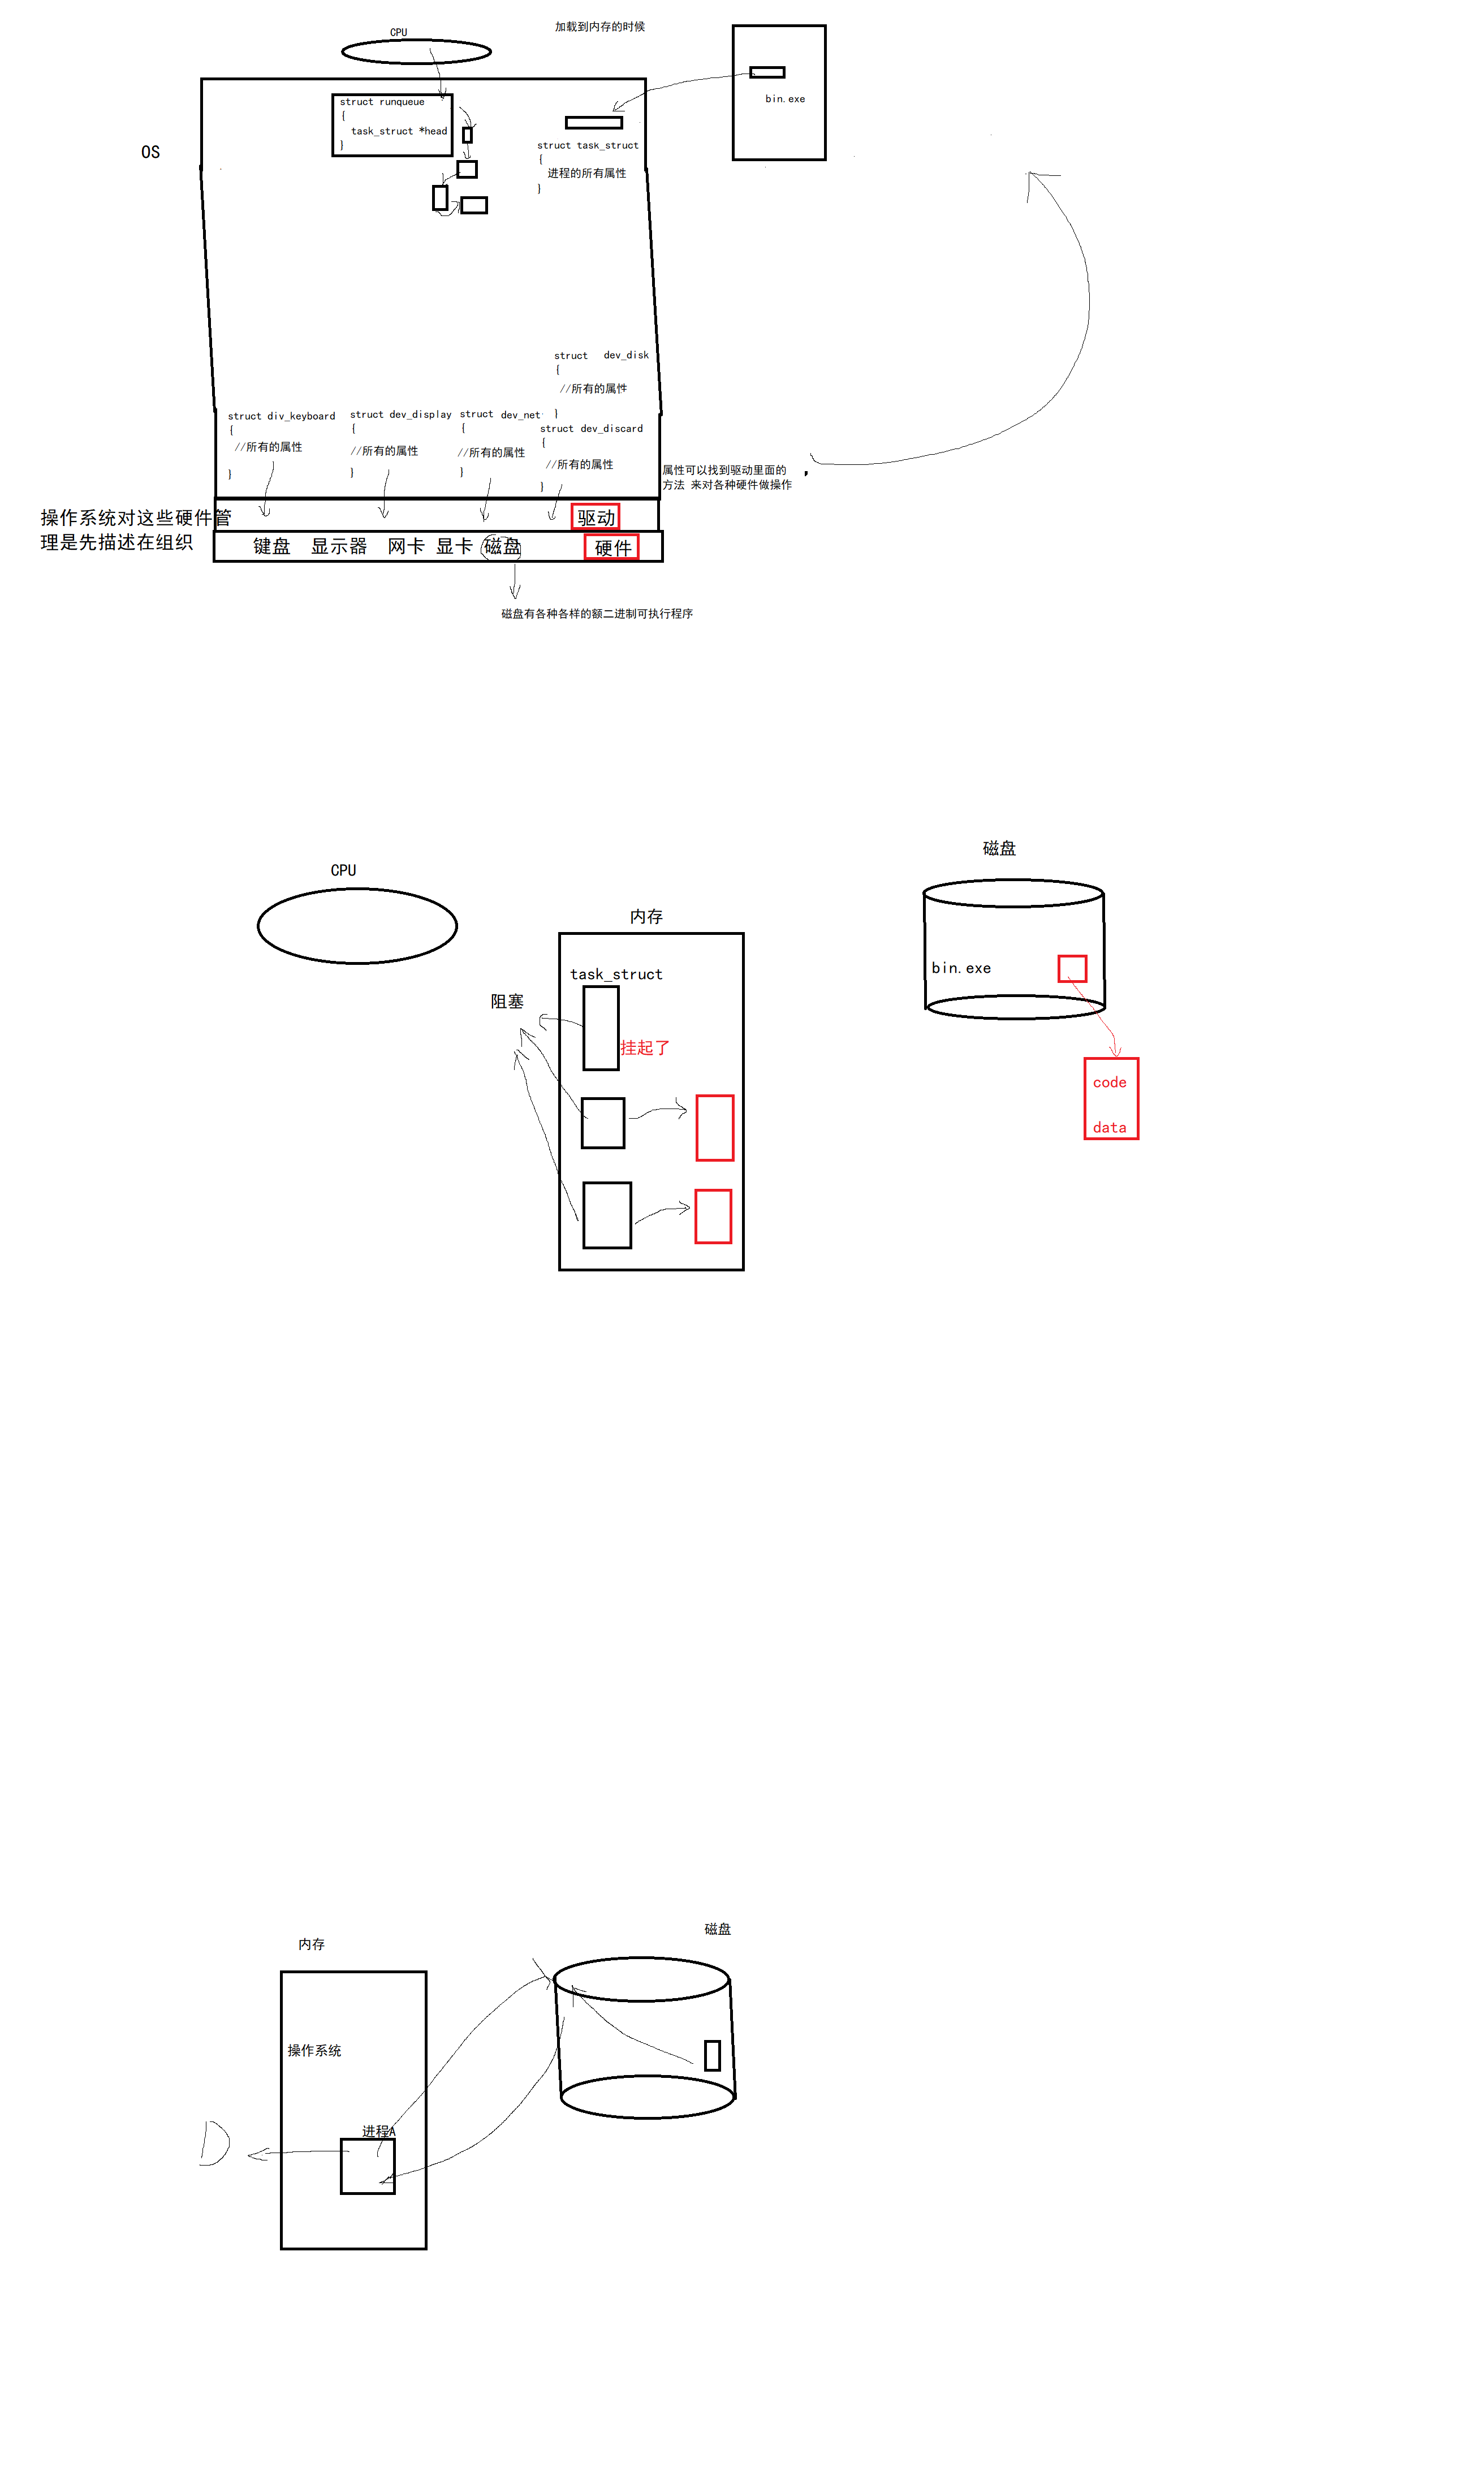 加载到内存的时候
CPU
struct runqueue
{
task_struct *head
}
bin.exe
OS
struct task_struct
{
进程的所有属性
}
struct dev_disk
{
//所有的属性
}
struct div_keyboard
{
//所有的属性
}
struct dev_display
{
//所有的属性
}
struct dev_net
{
//所有的属性
}
struct dev_discard
{
//所有的属性
}
属性可以找到驱动里面的
方法 来对各种硬件做操作
,
操作系统对这些硬件管
理是先描述在组织
驱动
键盘 显示器 网卡 显卡 磁盘 硬件
磁盘有各种各样的额二进制可执行程序
磁盘
CPU
内存
bin.exe
task_struct
阻塞
挂起了
code
data
磁盘
内存
操作系统
进程A
D